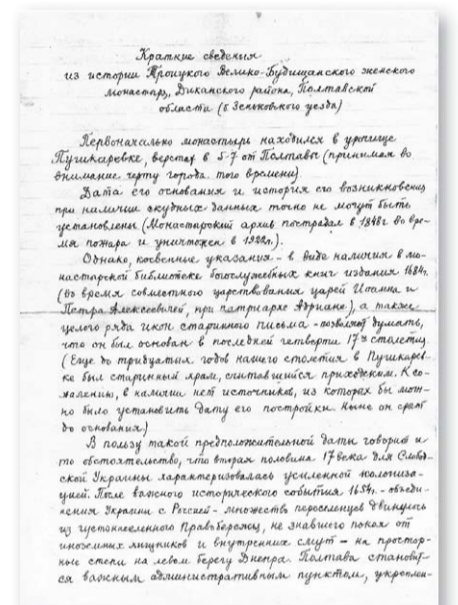 Краткие сведения
из истории Троицкого Велико-Будищанского женского
монастыря, Диканского района, Полтавской
области (б Зеньковского уезда)
Первоначально монастырь находился в урочище
Пушкаревке, верстах в 5-7 от Полтавы (принимая во
внимание черту города того времени).
Дата его основания и история его возникновения
при наличии скудных данных точно не могут быть
установлены (Монастырский архив пострадал в 1848г во вре-
мя пожара и уничтожен в 1922г.).
Однако, косвенные указания - в виде наличия в мо-
настырской библиотеке богослужебных книг издания 1684г.
(во время совместного царствования царей Иоанна и
Петра Алексеевичей, при патриархе Адриане), а также
целого ряда икон старинного письма - позволяют думать,
что он был основан в последней четверти 17го столетия
(Еще до тридцатых годов нашего столетия в Пушкарев-
ке был старинный храм, считавшийся приходским. К со-
жалению, в наличии нет источников, из которых бы мож-
но было установить дату его постройки. Ныне он срыт
до основания)
В пользу такой предположительной даты говорит и
то обстоятельство, что вторая половина 17 века для Слобод-
ской Украины характеризовалась усиленной колониза-
цией. После важного исторического события 1654г. - объеди-
нения Украины с Россией - множество переселенцев двинулось
из густонаселенного Правобережья, не знавшего покоя от
иноземных хищников и внутренних смут - на простор-
ные степи на левом берегу Днепра. Полтава становит-
ся важным административным пунктом, укреплен-